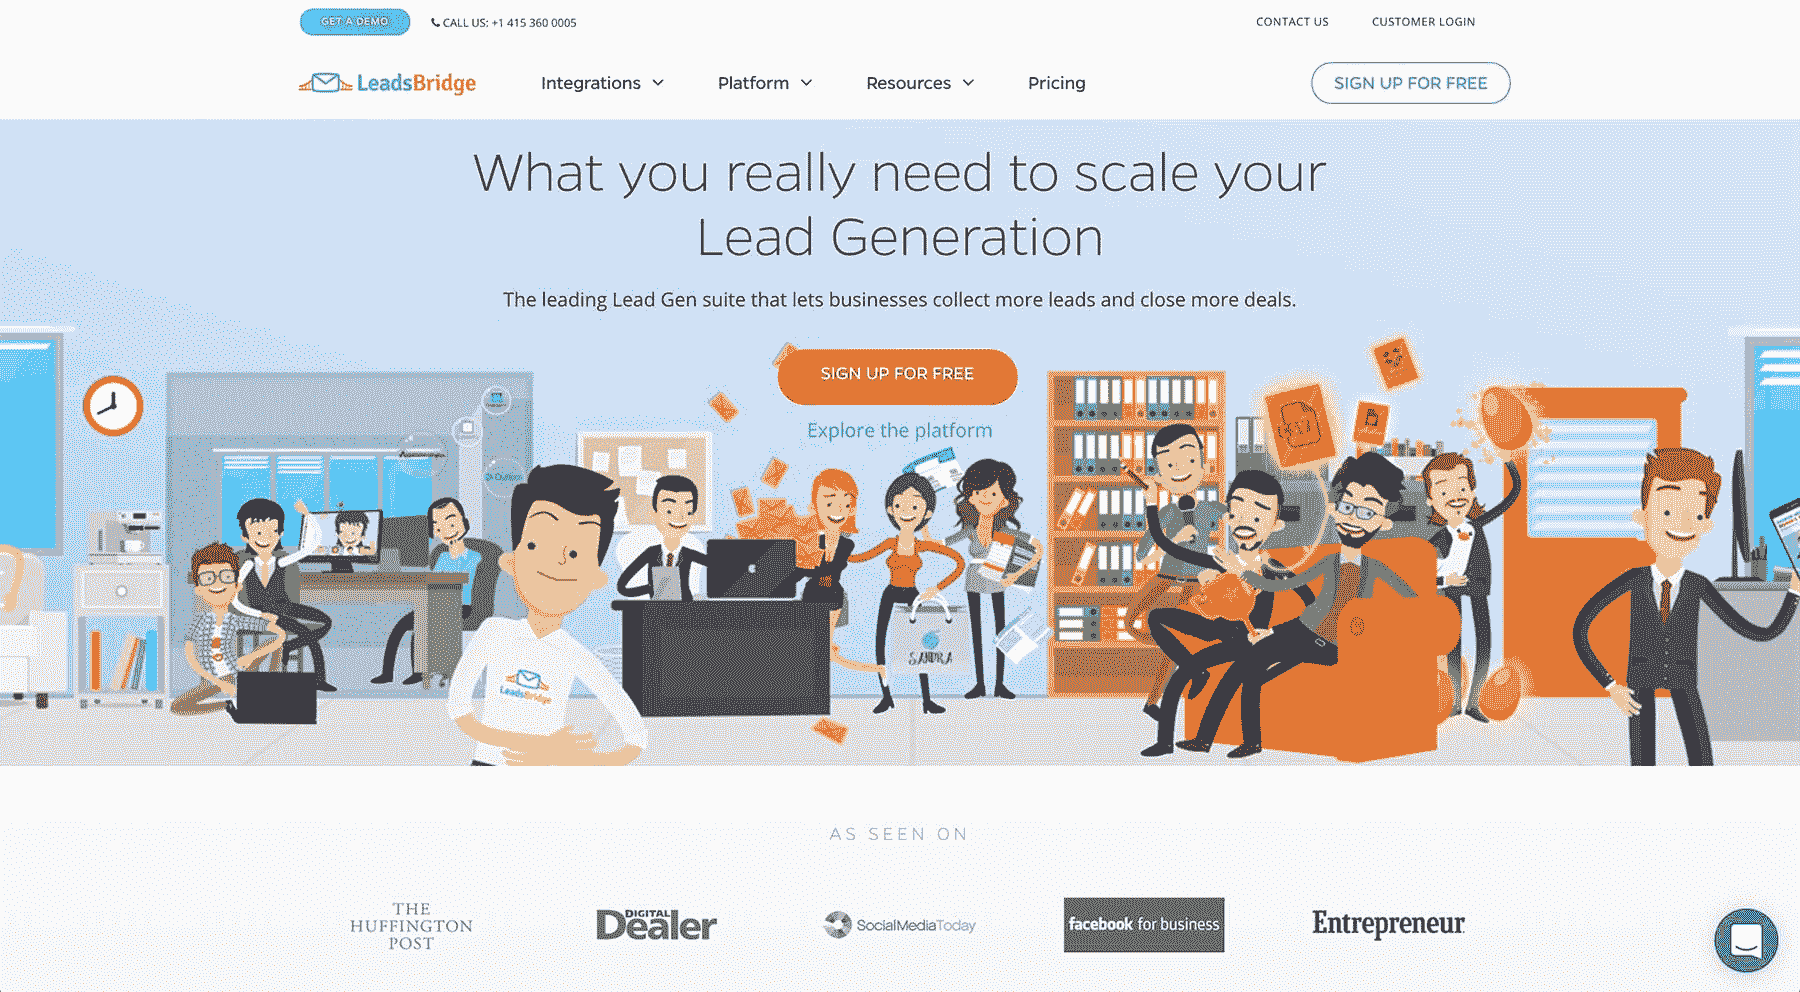 GET A DEMO
CALL US: +1 415 360 0005
CONTACT US
CUSTOMER LOGIN
LeadsBridge
Integrations
Platform
Resources
Pricing
SIGN UP FOR FREE
What you really need to scale your
Lead Generation
The leading Lead Gen suite that lets businesses collect more leads and close more deals.
SIGN UP FOR FREE
Explore the platform
Outlook
SANDRA
LeadsBridge
AS SEEN ON
THE
HUFFINGTON
POST
DIGITAL
Dealer
SocialMediaToday
facebook for business
Entrepreneur